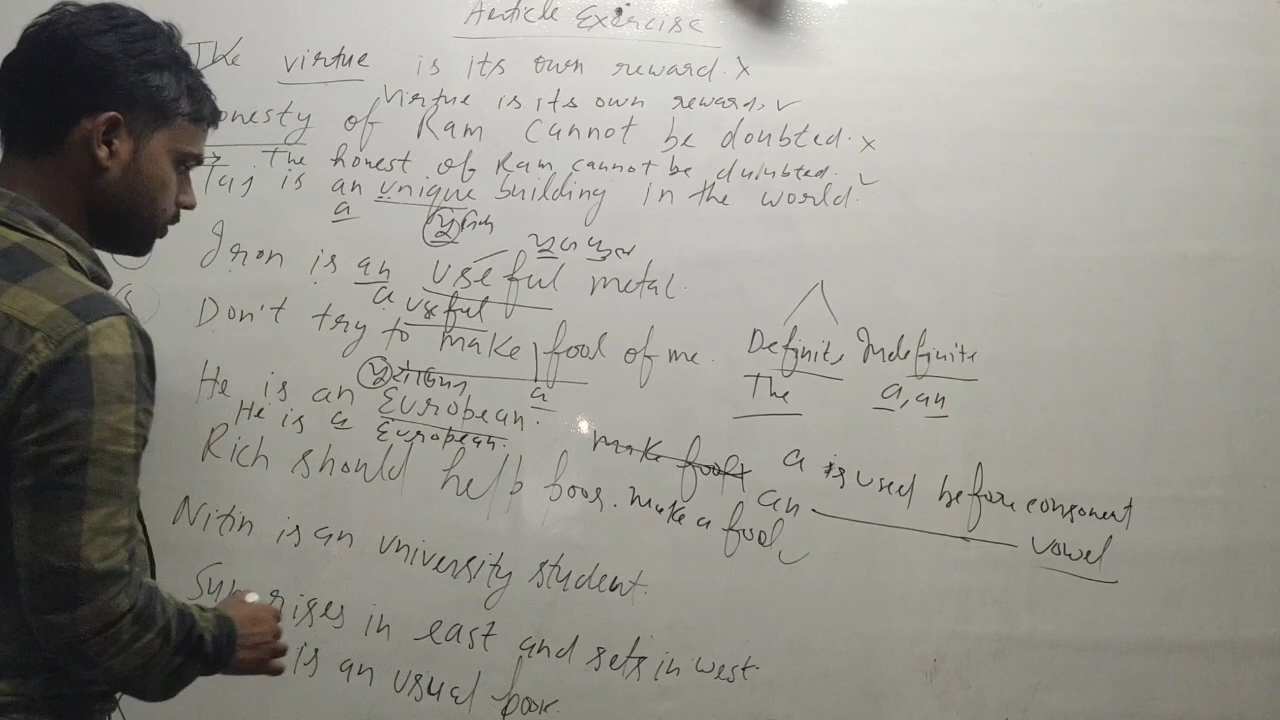 Article Exercise
The virtue is its own reward. x
Virtue is its own reward. ✓
onesty of Ram cannot be doubted. x
→ The honest of Ram cannot be
Taj is an unique building in the world. ✓
a
Iron is an useful metal.
a useful
Don't try to make fool of me.
a
He is an European.
He is a European.
Rich should help poor.
Nitin is an university student.
Sun rises in east and sets in west.
is an usual book.
Definite Indefinite
The a, an
make fool
make a fool ✓
a is used before consonent
an vowel